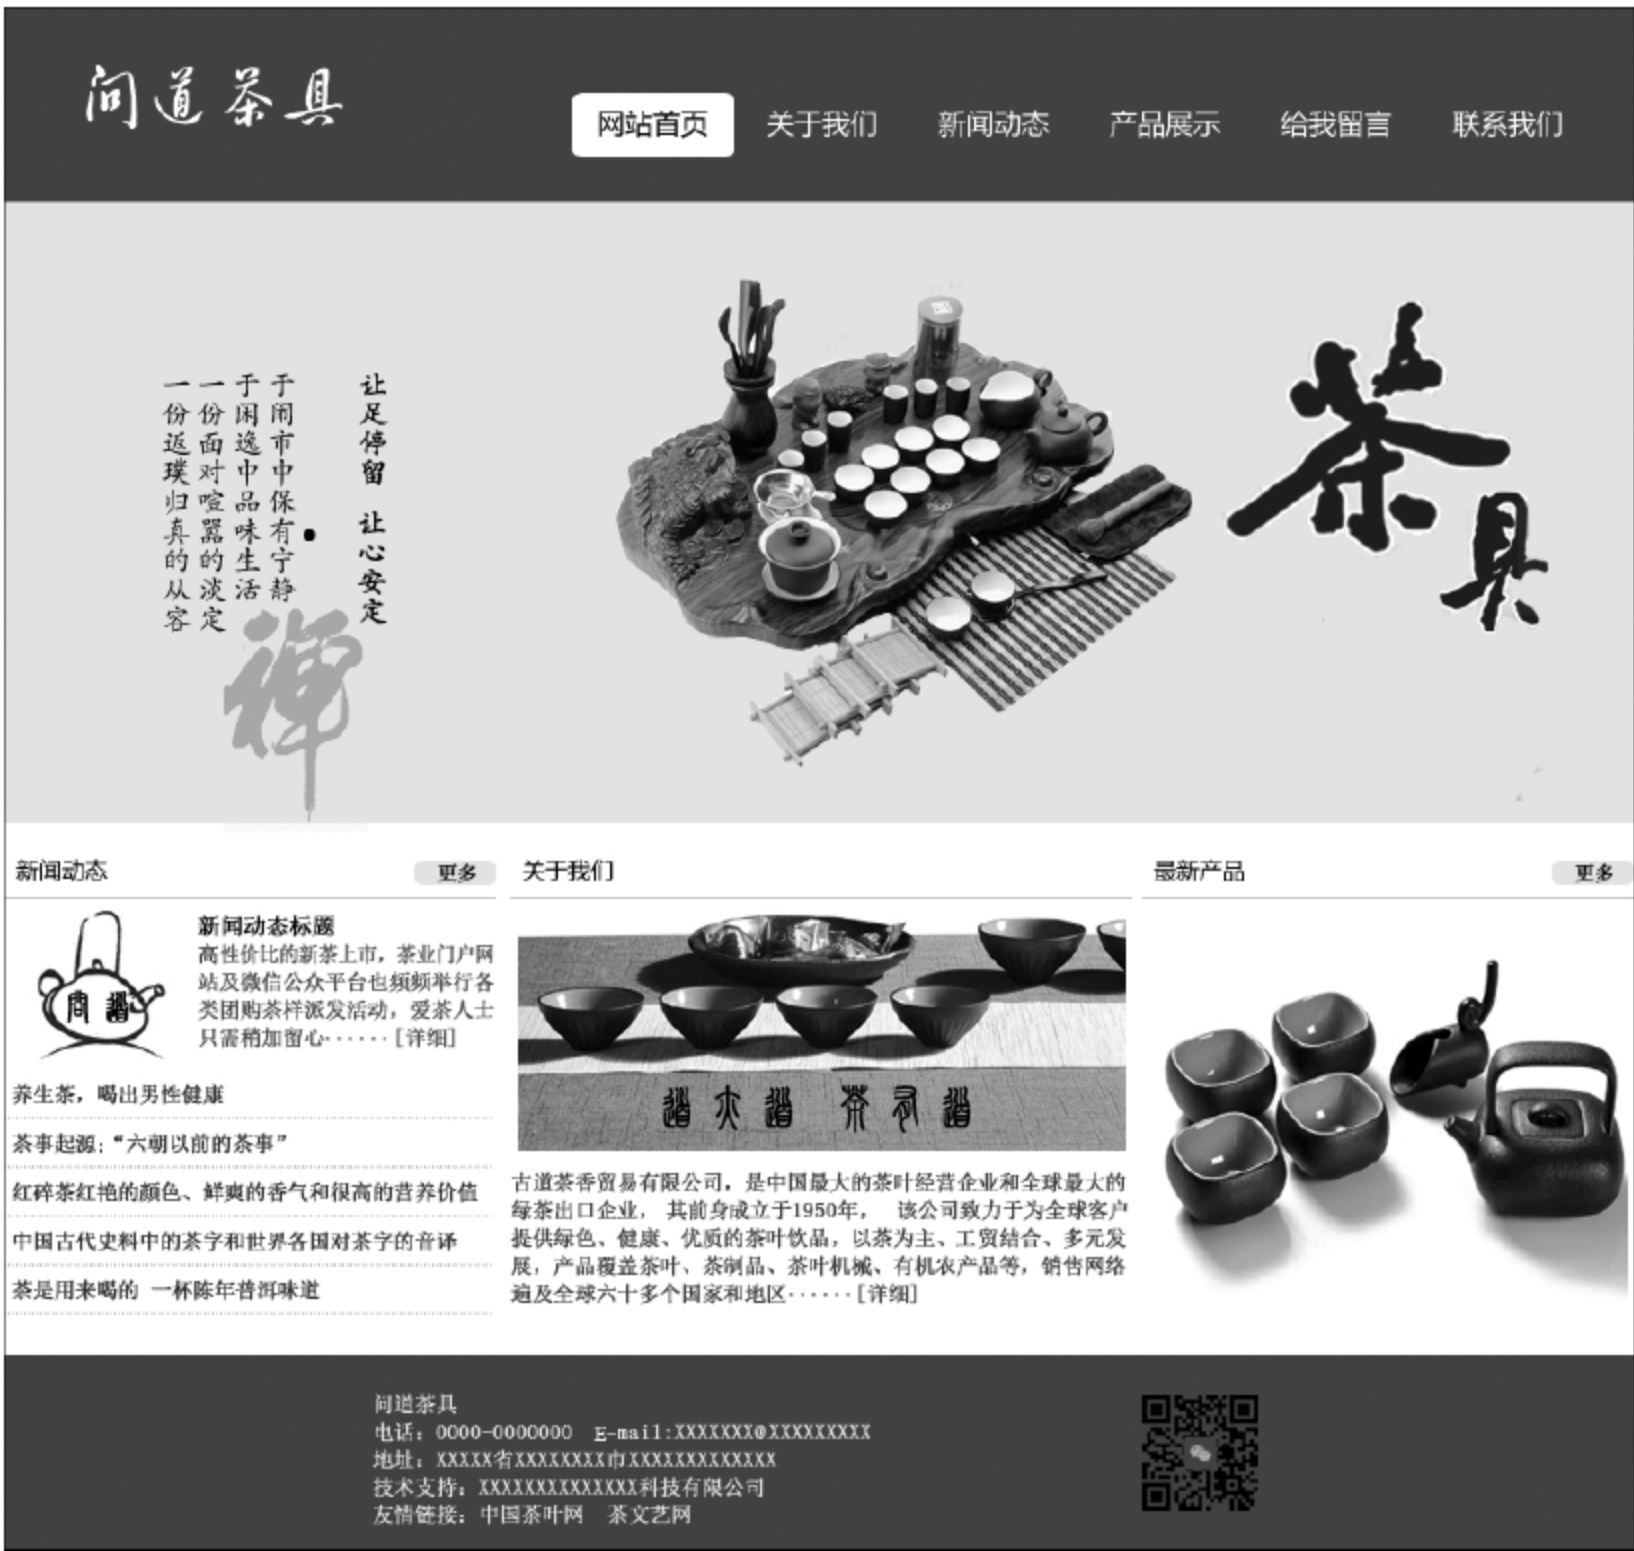 问道茶具
网站首页
关于我们
新闻动态
产品展示
给我留言
联系我们
让足停留 让心安定
于闹市中保有宁静
于闲逸中品味生活
一份面对喧嚣的淡定
一份返璞归真的从容
禅
茶具
新闻动态
更多
新闻动态标题
高性价比的新茶上市，茶业门户网
站及微信公众平台也频频举行各
类团购茶样派发活动，爱茶人士
只需稍加留心······[详细]
问道
养生茶，喝出男性健康
茶事起源：“六朝以前的茶事”
红碎茶红艳的颜色、鲜爽的香气和很高的营养价值
中国古代史料中的茶字和世界各国对茶字的音译
茶是用来喝的 一杯陈年普洱味道
关于我们
古道茶香贸易有限公司，是中国最大的茶叶经营企业和全球最大的
绿茶出口企业， 其前身成立于1950年， 该公司致力于为全球客户
提供绿色、健康、优质的茶叶饮品，以茶为主、工贸结合、多元发
展，产品覆盖茶叶、茶制品、茶叶机械、有机农产品等，销售网络
遍及全球六十多个国家和地区······[详细]
最新产品
更多
问道茶具
电话：0000-0000000 E-mail:XXXXXXX@XXXXXXXXX
地址：XXXXX省XXXXXXXX市XXXXXXXXXXXXX
技术支持：XXXXXXXXXXXXXX科技有限公司
友情链接：中国茶叶网 茶文艺网